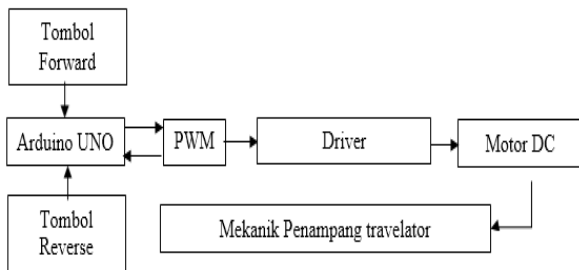 Tombol
Forward
Arduino UNO
PWM
Driver
Motor DC
Tombol
Reverse
Mekanik Penampang travelator